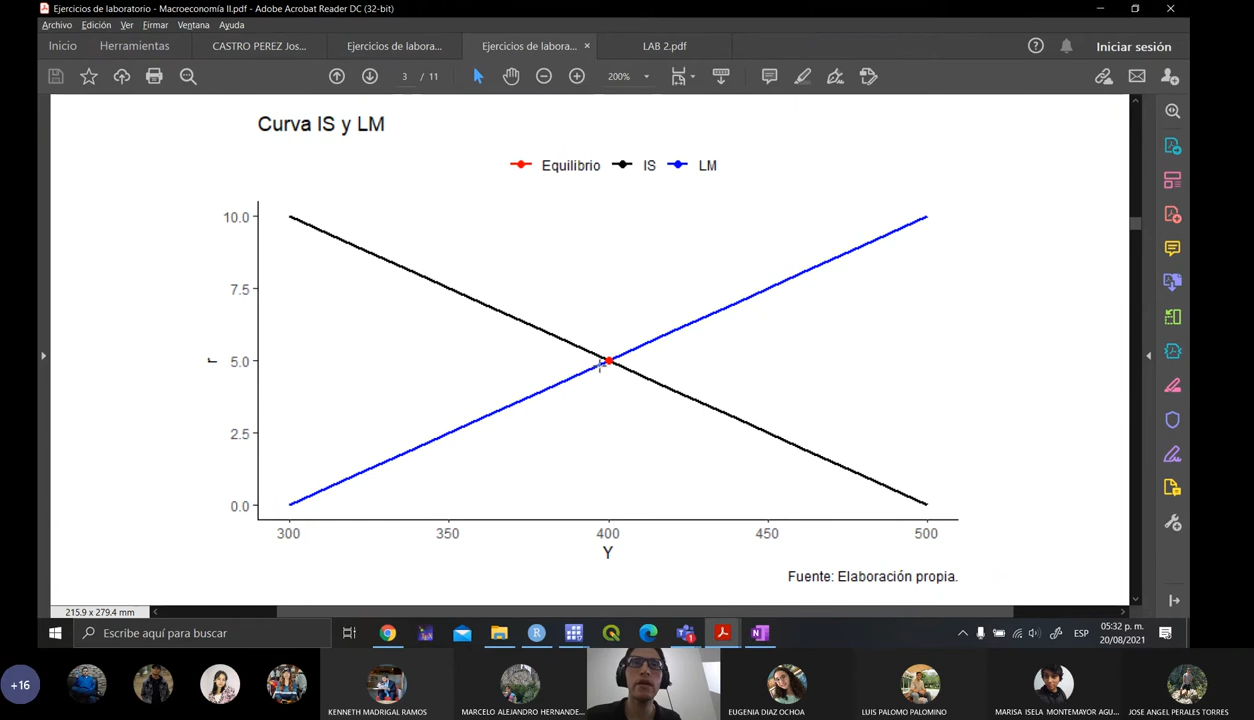 Ejercicios de laboratorio - Macroeconomía II.pdf - Adobe Acrobat Reader DC (32-bit)
Archivo Edición Ver Firmar Ventana Ayuda
Inicio Herramientas CASTRO PEREZ Jos... Ejercicios de labora... Ejercicios de labora... × LAB 2.pdf Iniciar sesión
3 / 11 200%
Curva IS y LM
Equilibrio IS LM
10.0
7.5
r 5.0
2.5
0.0
300 350 400 450 500
Y
Fuente: Elaboración propia.
215.9 x 279.4 mm
Escribe aquí para buscar ESP 05:32 p. m.
20/08/2021
+16 KENNETH MADRIGAL RAMOS MARCELO ALEJANDRO HERNANDE... EUGENIA DIAZ OCHOA LUIS PALOMO PALOMINO MARISA ISELA MONTEMAYOR AGU... JOSE ANGEL PERALES TORRES